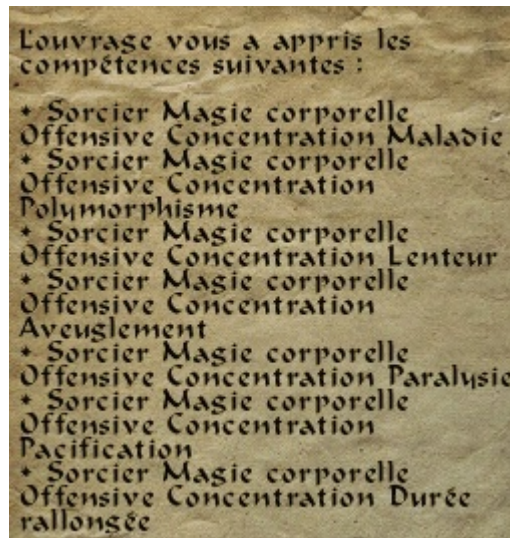 L'ouvrage vous a appris les
compétences suivantes :
• Sorcier Magie corporelle
Offensive Concentration Maladie
• Sorcier Magie corporelle
Offensive Concentration
Polymorphisme
• Sorcier Magie corporelle
Offensive Concentration Lenteur
• Sorcier Magie corporelle
Offensive Concentration
Aveuglement
• Sorcier Magie corporelle
Offensive Concentration Paralysie
• Sorcier Magie corporelle
Offensive Concentration
Pacification
• Sorcier Magie corporelle
Offensive Concentration Durée
rallongée